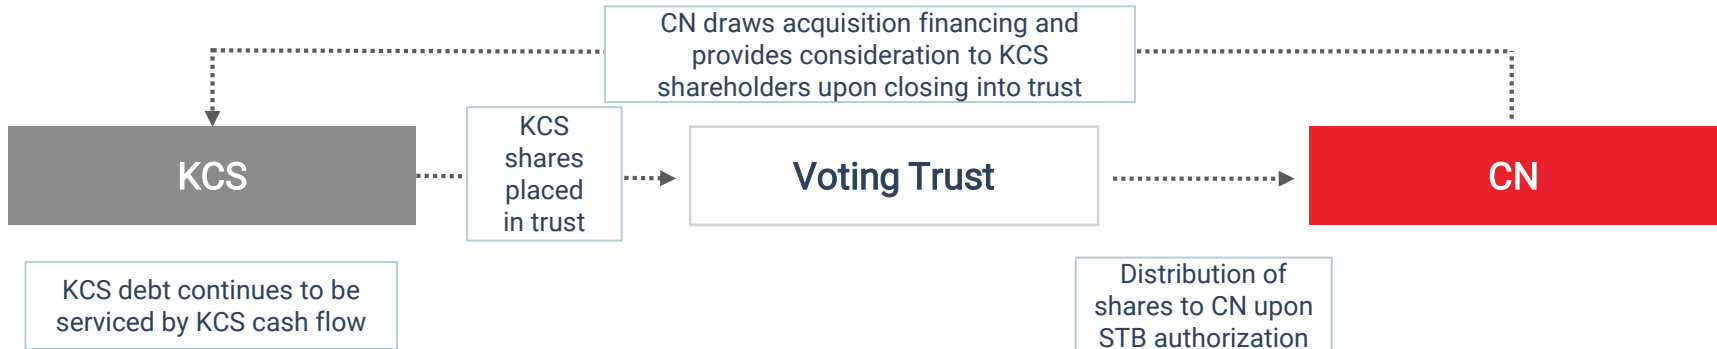 CN draws acquisition financing and
provides consideration to KCS
shareholders upon closing into trust
KCS
KCS
shares
placed
in trust
Voting Trust
CN
KCS debt continues to be
serviced by KCS cash flow
Distribution of
shares to CN upon
STB authorization